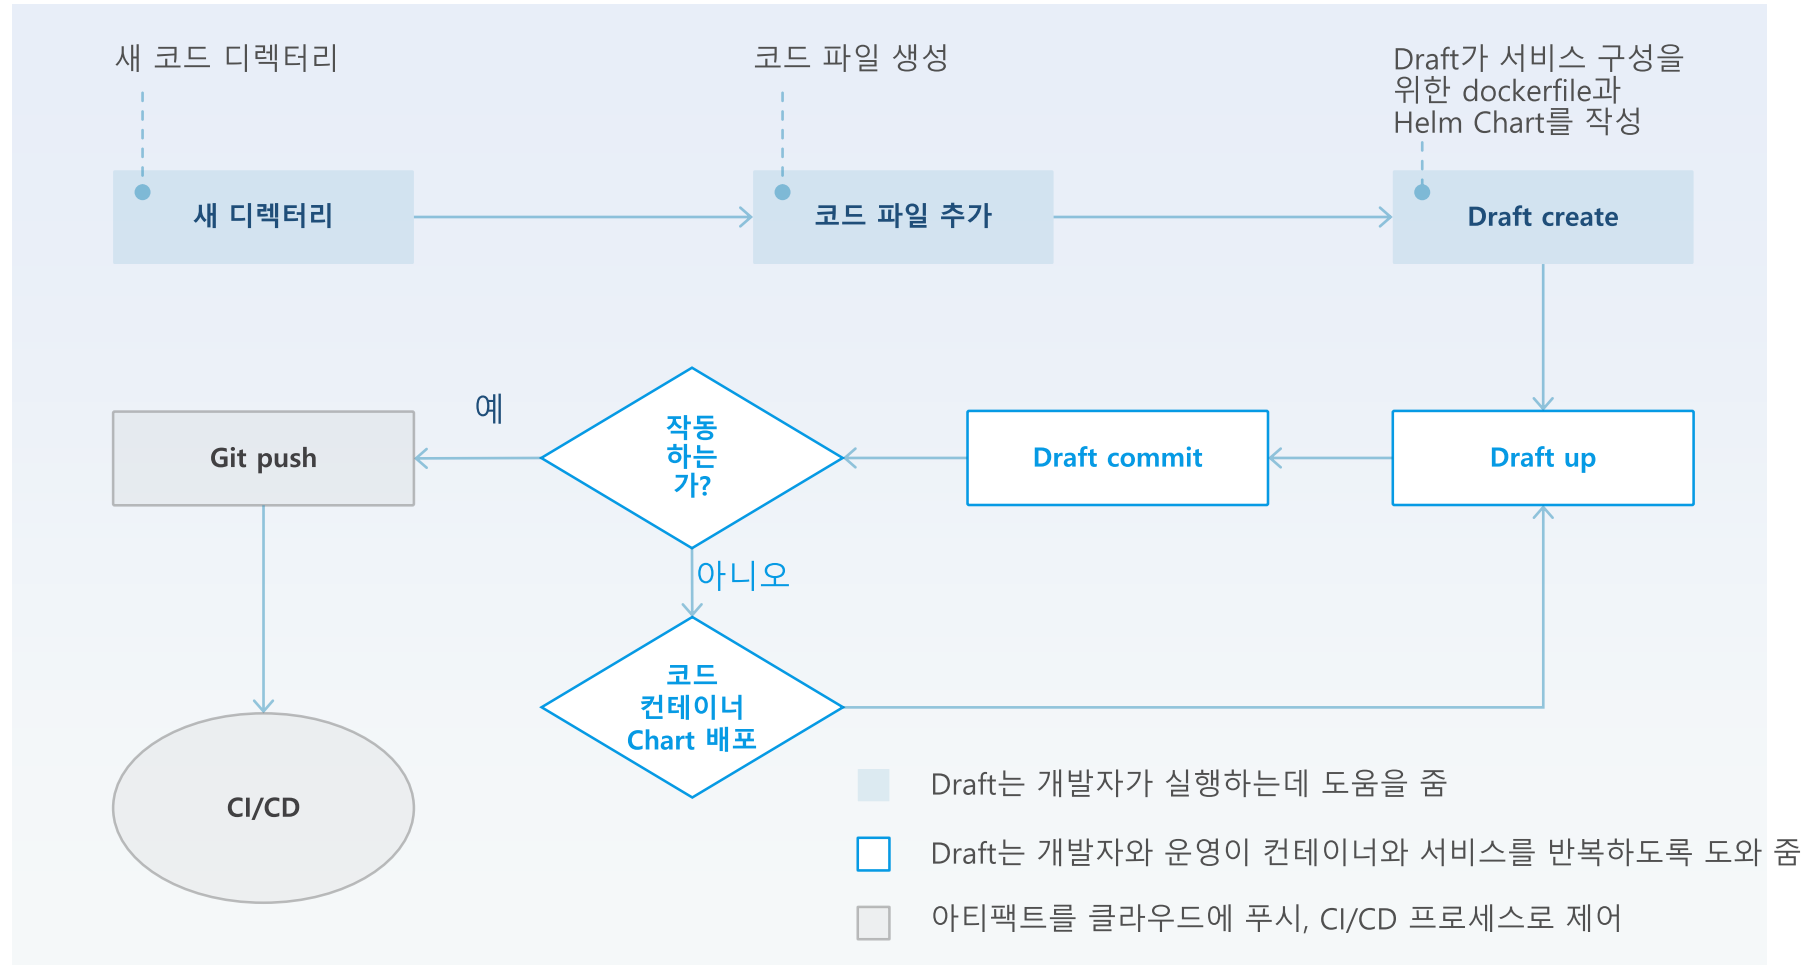 새 코드 디렉터리
코드 파일 생성
Draft가 서비스 구성을
위한 dockerfile과
Helm Chart를 작성
새 디렉터리
코드 파일 추가
Draft create
Git push
예
작동
하는
가?
Draft commit
Draft up
아니오
코드
컨테이너
Chart 배포
CI/CD
Draft는 개발자가 실행하는데 도움을 줌
Draft는 개발자와 운영이 컨테이너와 서비스를 반복하도록 도와 줌
아티팩트를 클라우드에 푸시, CI/CD 프로세스로 제어